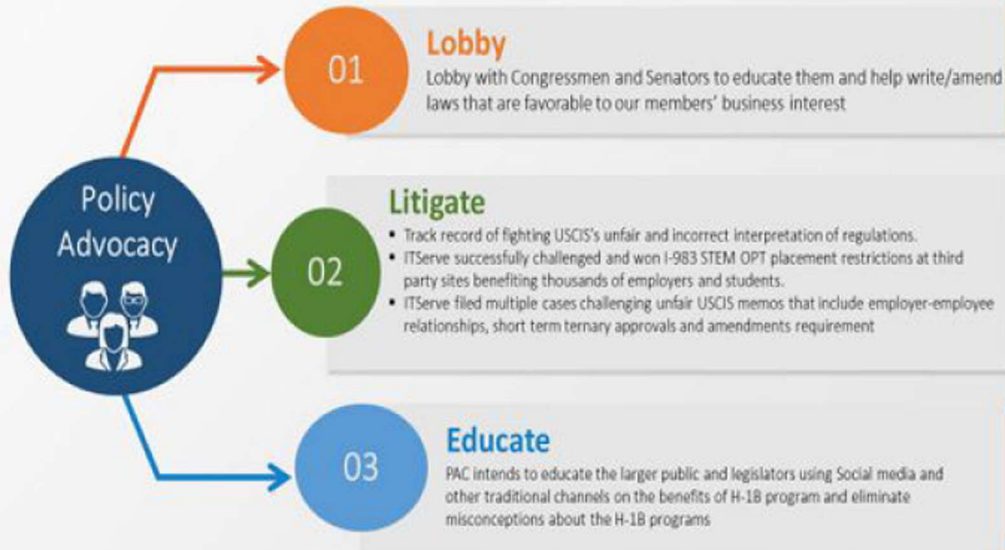 Policy
Advocacy
01
Lobby
Lobby with Congressmen and Senators to educate them and help write/amend
laws that are favorable to our members' business interest
02
Litigate
• Track record of fighting USCIS's unfair and incorrect interpretation of regulations.
• ITServe successfully challenged and won I-983 STEM OPT placement restrictions at third
party sites benefiting thousands of employers and students.
• ITServe filed multiple cases challenging unfair USCIS memos that include employer-employee
relationships, short term ternary approvals and amendments requirement
03
Educate
PAC intends to educate the larger public and legislators using Social media and
other traditional channels on the benefits of H-1B program and eliminate
misconceptions about the H-1B programs